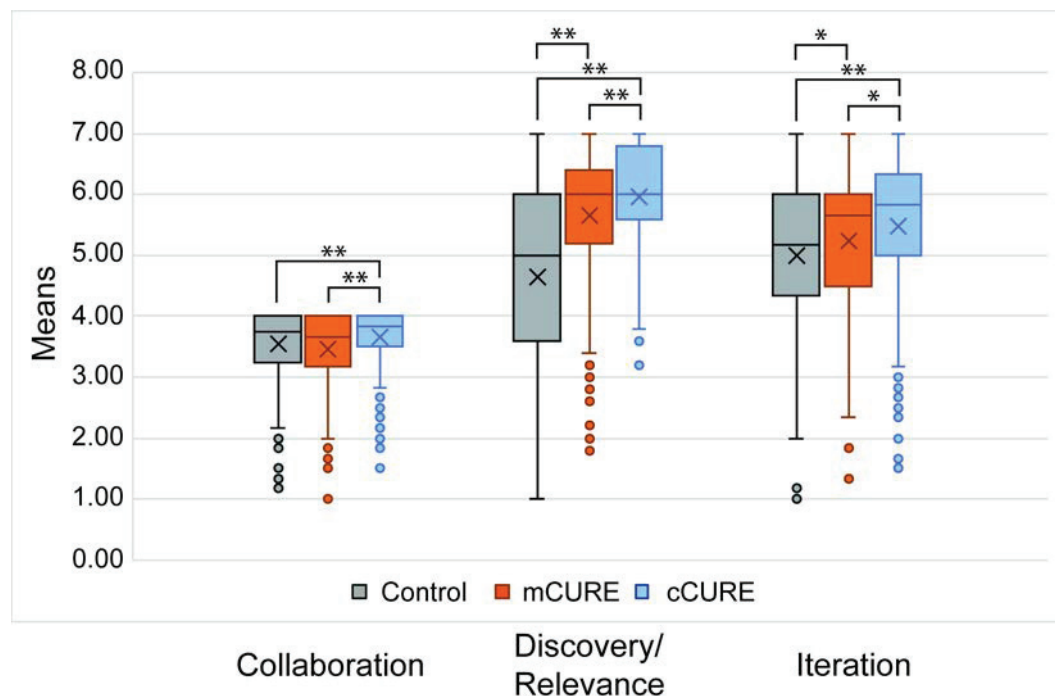 ** *
8.00
** **
7.00
** *
6.00
5.00
**
**
4.00
3.00
2.00
1.00
0.00
Means
Control mCURE cCURE
Collaboration
Discovery/
Relevance
Iteration